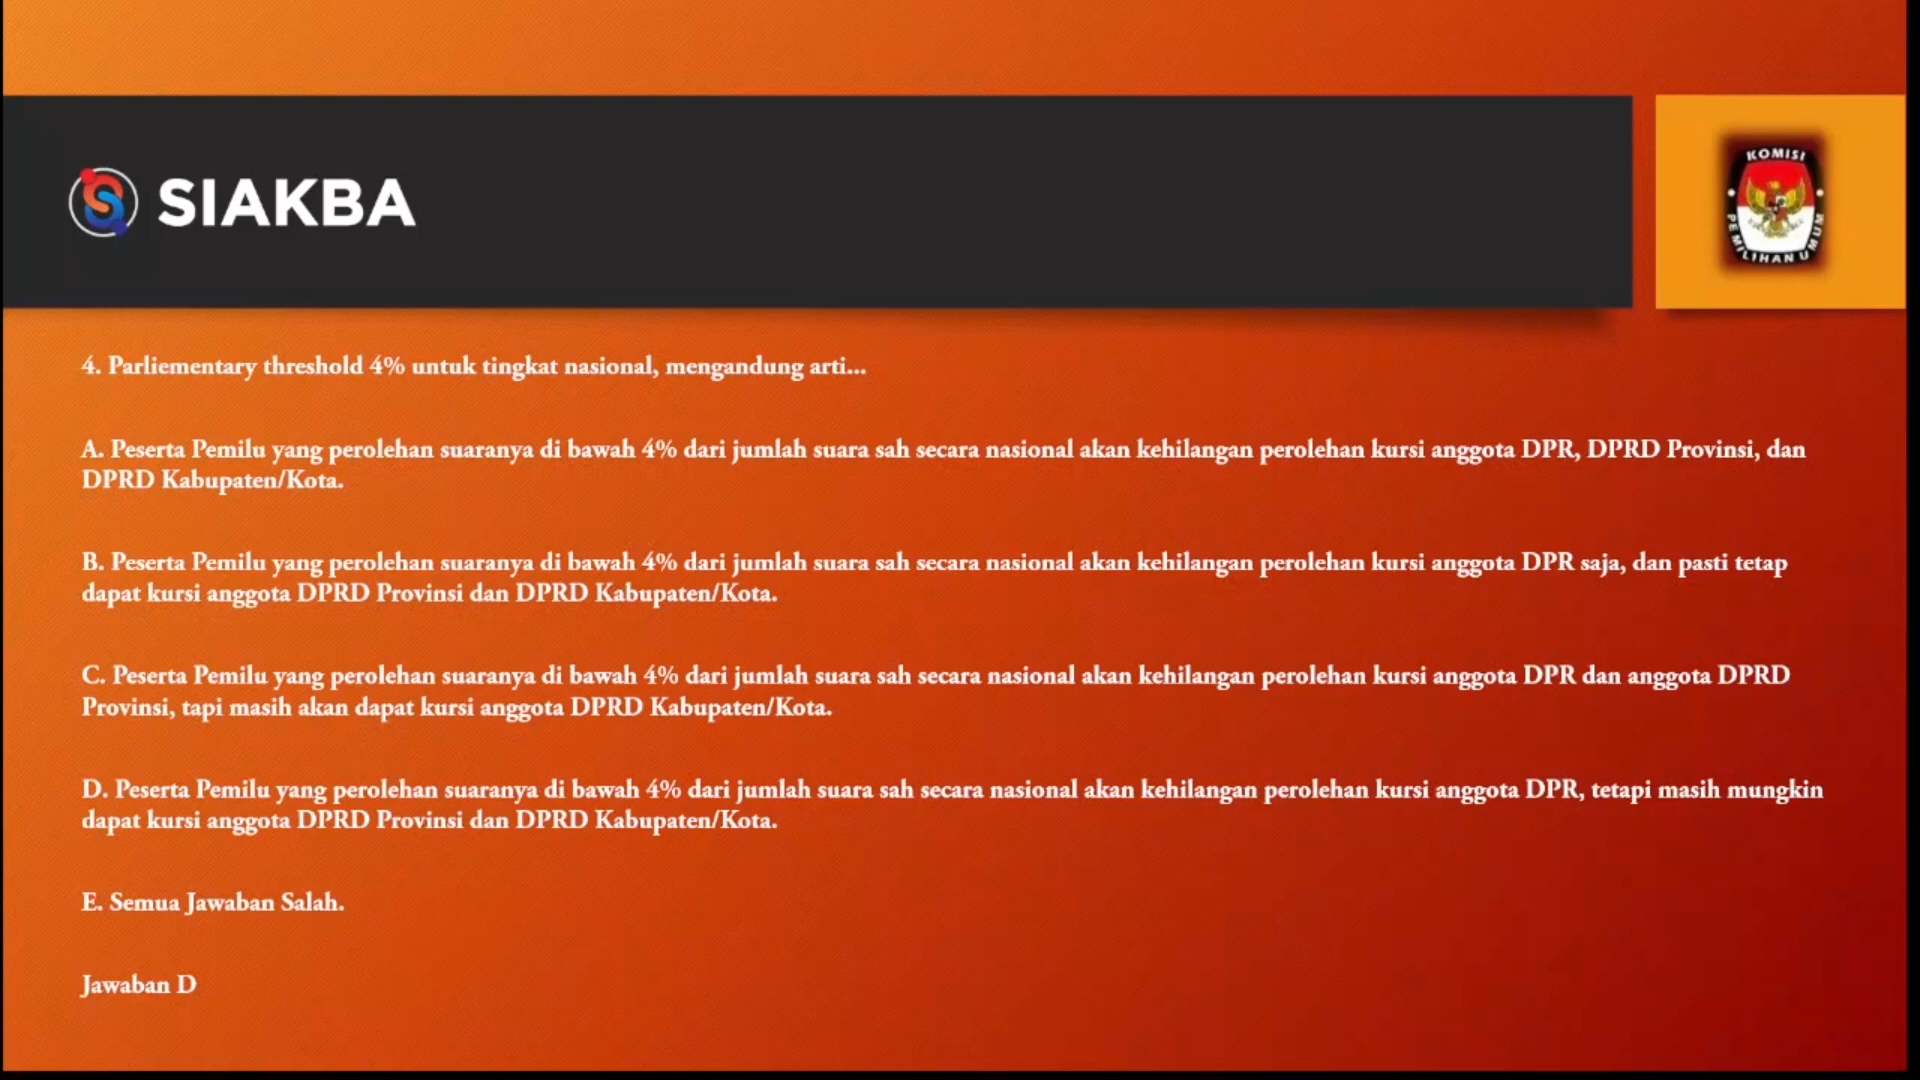 SIAKBA
KOMISI
PEMILIHAN UMUM
4. Parliementary threshold 4% untuk tingkat nasional, mengandung arti...
A. Peserta Pemilu yang perolehan suaranya di bawah 4% dari jumlah suara sah secara nasional akan kehilangan perolehan kursi anggota DPR, DPRD Provinsi, dan
DPRD Kabupaten/Kota.
B. Peserta Pemilu yang perolehan suaranya di bawah 4% dari jumlah suara sah secara nasional akan kehilangan perolehan kursi anggota DPR saja, dan pasti tetap
dapat kursi anggota DPRD Provinsi dan DPRD Kabupaten/Kota.
C. Peserta Pemilu yang perolehan suaranya di bawah 4% dari jumlah suara sah secara nasional akan kehilangan perolehan kursi anggota DPR dan anggota DPRD
Provinsi, tapi masih akan dapat kursi anggota DPRD Kabupaten/Kota.
D. Peserta Pemilu yang perolehan suaranya di bawah 4% dari jumlah suara sah secara nasional akan kehilangan perolehan kursi anggota DPR, tetapi masih mungkin
dapat kursi anggota DPRD Provinsi dan DPRD Kabupaten/Kota.
E. Semua Jawaban Salah.
Jawaban D